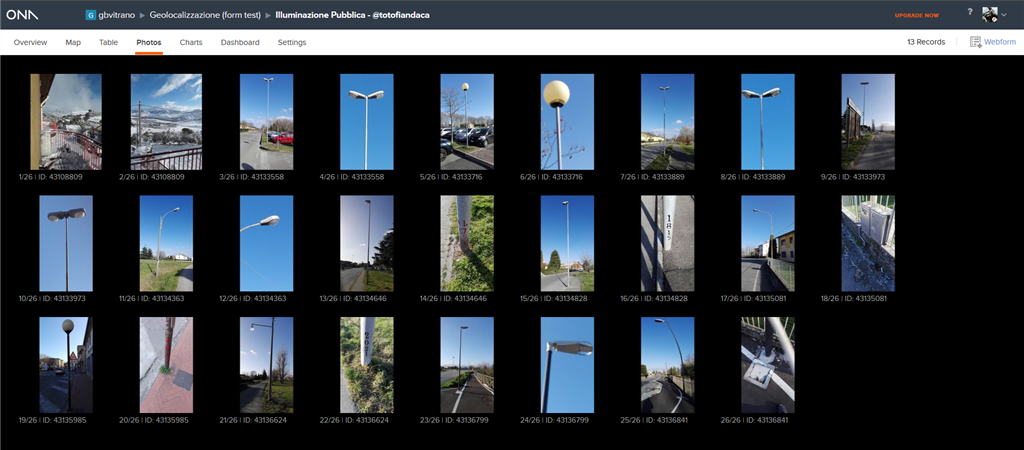 ONA
G gbvitrano Geolocalizzazione (form test) Illuminazione Pubblica - @totofiandaca
UPGRADE NOW ?
Overview Map Table Photos Charts Dashboard Settings
13 Records Webform
1/26 | ID: 43108809 2/26 | ID: 43108809 3/26 | ID: 43133558 4/26 | ID: 43133558 5/26 | ID: 43133716 6/26 | ID: 43133716 7/26 | ID: 43133889 8/26 | ID: 43133889 9/26 | ID: 43133973
10/26 | ID: 43133973 11/26 | ID: 43134363 12/26 | ID: 43134363 13/26 | ID: 43134646 14/26 | ID: 43134646 15/26 | ID: 43134828 16/26 | ID: 43134828 17/26 | ID: 43135081 18/26 | ID: 43135081
19/26 | ID: 43135985 20/26 | ID: 43135985 21/26 | ID: 43136624 22/26 | ID: 43136624 23/26 | ID: 43136799 24/26 | ID: 43136799 25/26 | ID: 43136841 26/26 | ID: 43136841